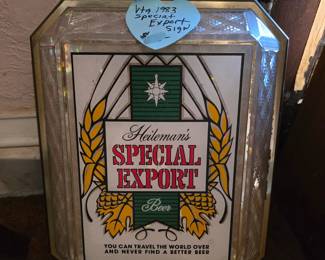 Vtg 1983
Special
Export
Sign
$
Heileman's
SPECIAL
EXPORT
Beer
YOU CAN TRAVEL THE WORLD OVER
AND NEVER FIND A BETTER BEER